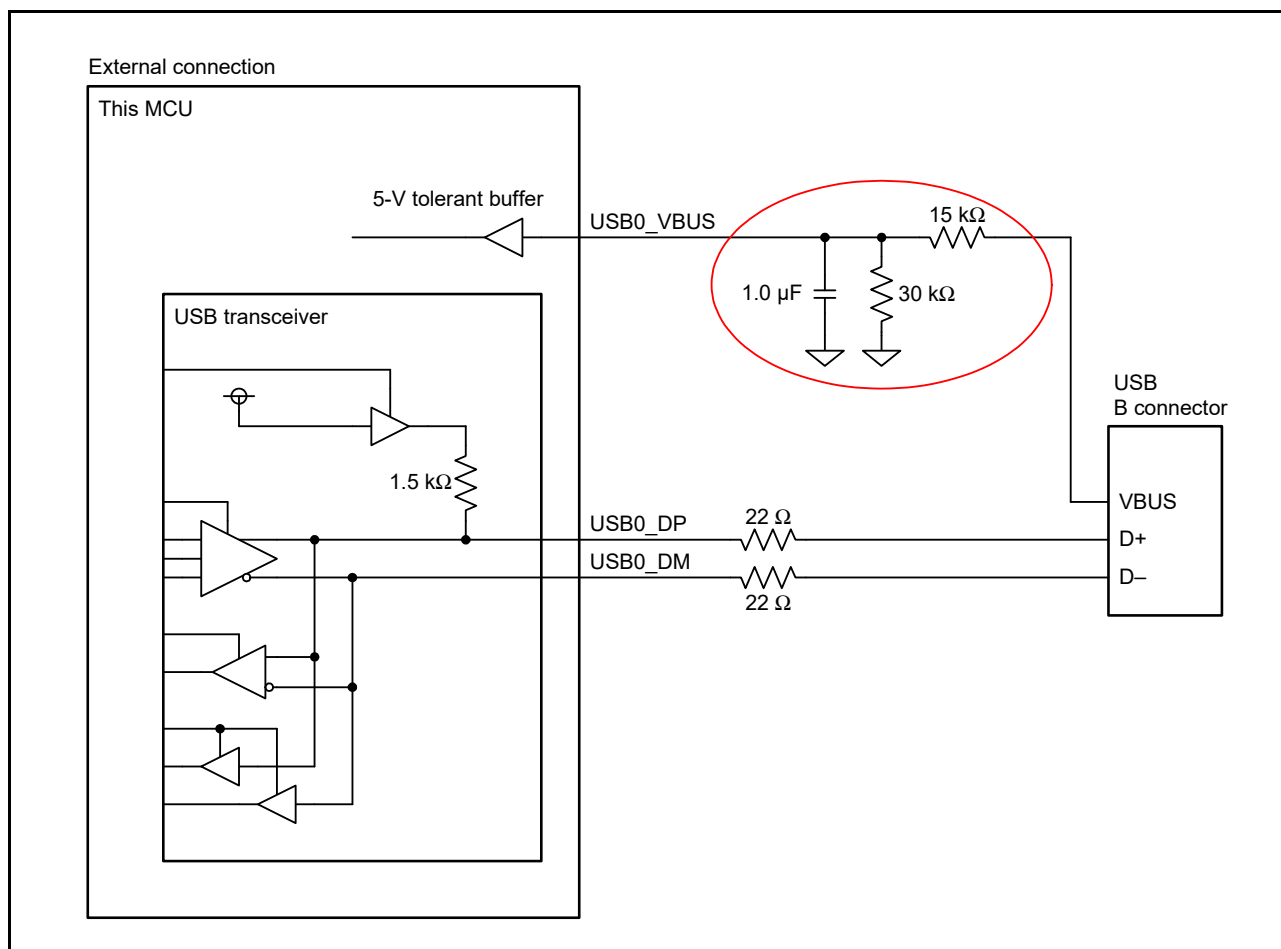 External connection
This MCU
5-V tolerant buffer
USB0_VBUS
15 kΩ
1.0 µF
30 kΩ
USB transceiver
USB
B connector
1.5 kΩ
VBUS
USB0_DP
22 Ω
D+
USB0_DM
22 Ω
D–